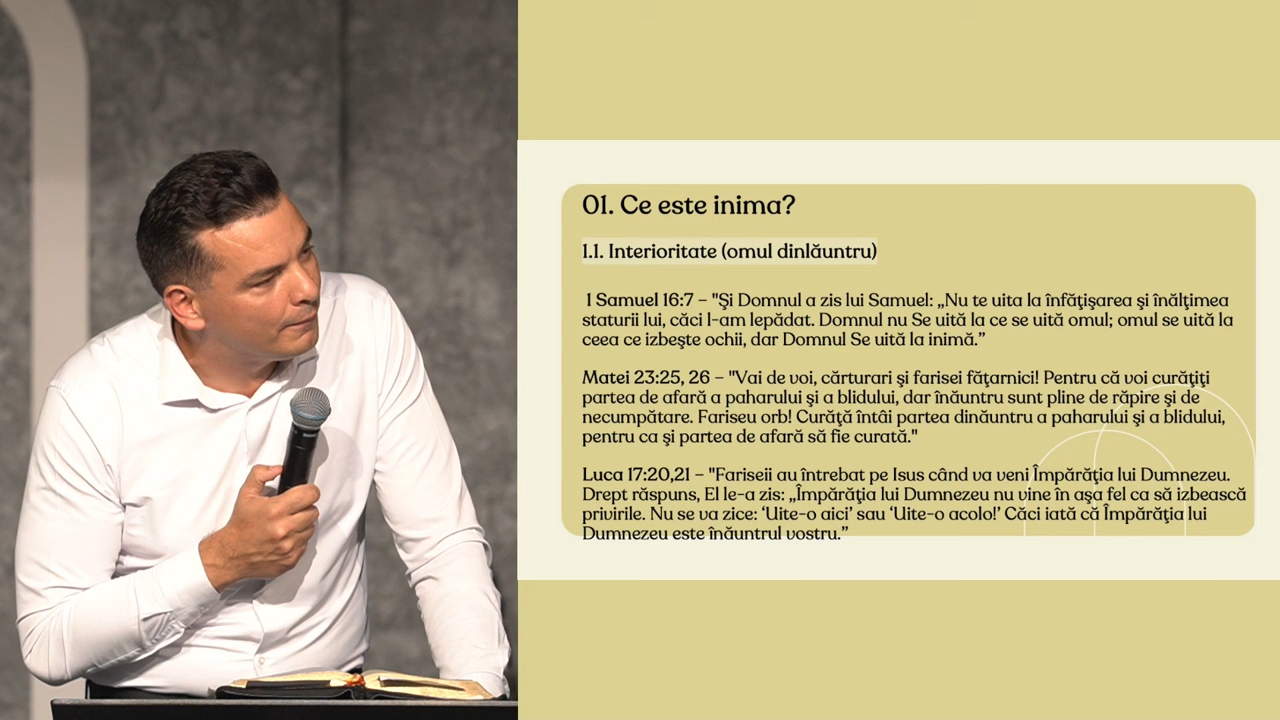 01. Ce este inima?
1.1. Interioritate (omul dinlăuntru)
1 Samuel 16:7 – "Şi Domnul a zis lui Samuel: „Nu te uita la înfăţişarea şi înălţimea
staturii lui, căci l-am lepădat. Domnul nu Se uită la ce se uită omul; omul se uită la
ceea ce izbeşte ochii, dar Domnul Se uită la inimă.”
Matei 23:25, 26 – "Vai de voi, cărturari şi farisei făţarnici! Pentru că voi curăţiţi
partea de afară a paharului şi a blidului, dar înăuntru sunt pline de răpire şi de
necumpătare. Fariseu orb! Curăţă întâi partea dinăuntru a paharului şi a blidului,
pentru ca şi partea de afară să fie curată."
Luca 17:20,21 – "Fariseii au întrebat pe Isus când va veni Împărăţia lui Dumnezeu.
Drept răspuns, El le-a zis: „Împărăţia lui Dumnezeu nu vine în aşa fel ca să izbească
privirile. Nu se va zice: ‘Uite-o aici’ sau ‘Uite-o acolo!’ Căci iată că Împărăţia lui
Dumnezeu este înăuntrul vostru.”